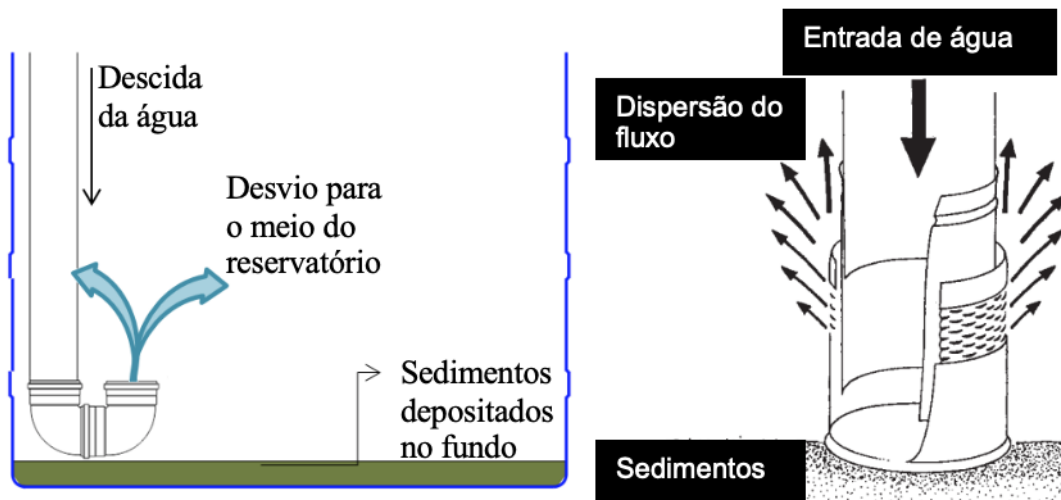 Descida
da água
Desvio para
o meio do
reservatório
Sedimentos
depositados
no fundo
Entrada de água
Dispersão do
fluxo
Sedimentos